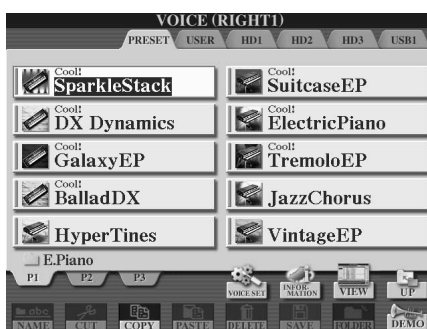 VOICE (RIGHT1)
PRESET USER HD1 HD2 HD3 USB1
Cool! Cool!
SparkleStack SuitcaseEP
Cool! Cool!
DX Dynamics ElectricPiano
Cool! Cool!
GalaxyEP TremoloEP
Cool!
BalladDX JazzChorus
HyperTines VintageEP
E.Piano
P1 P2 P3
VOICE SET INFOR-MATION VIEW UP
abc
NAME CUT COPY PASTE DELETE SAVE FOLDER DEMO